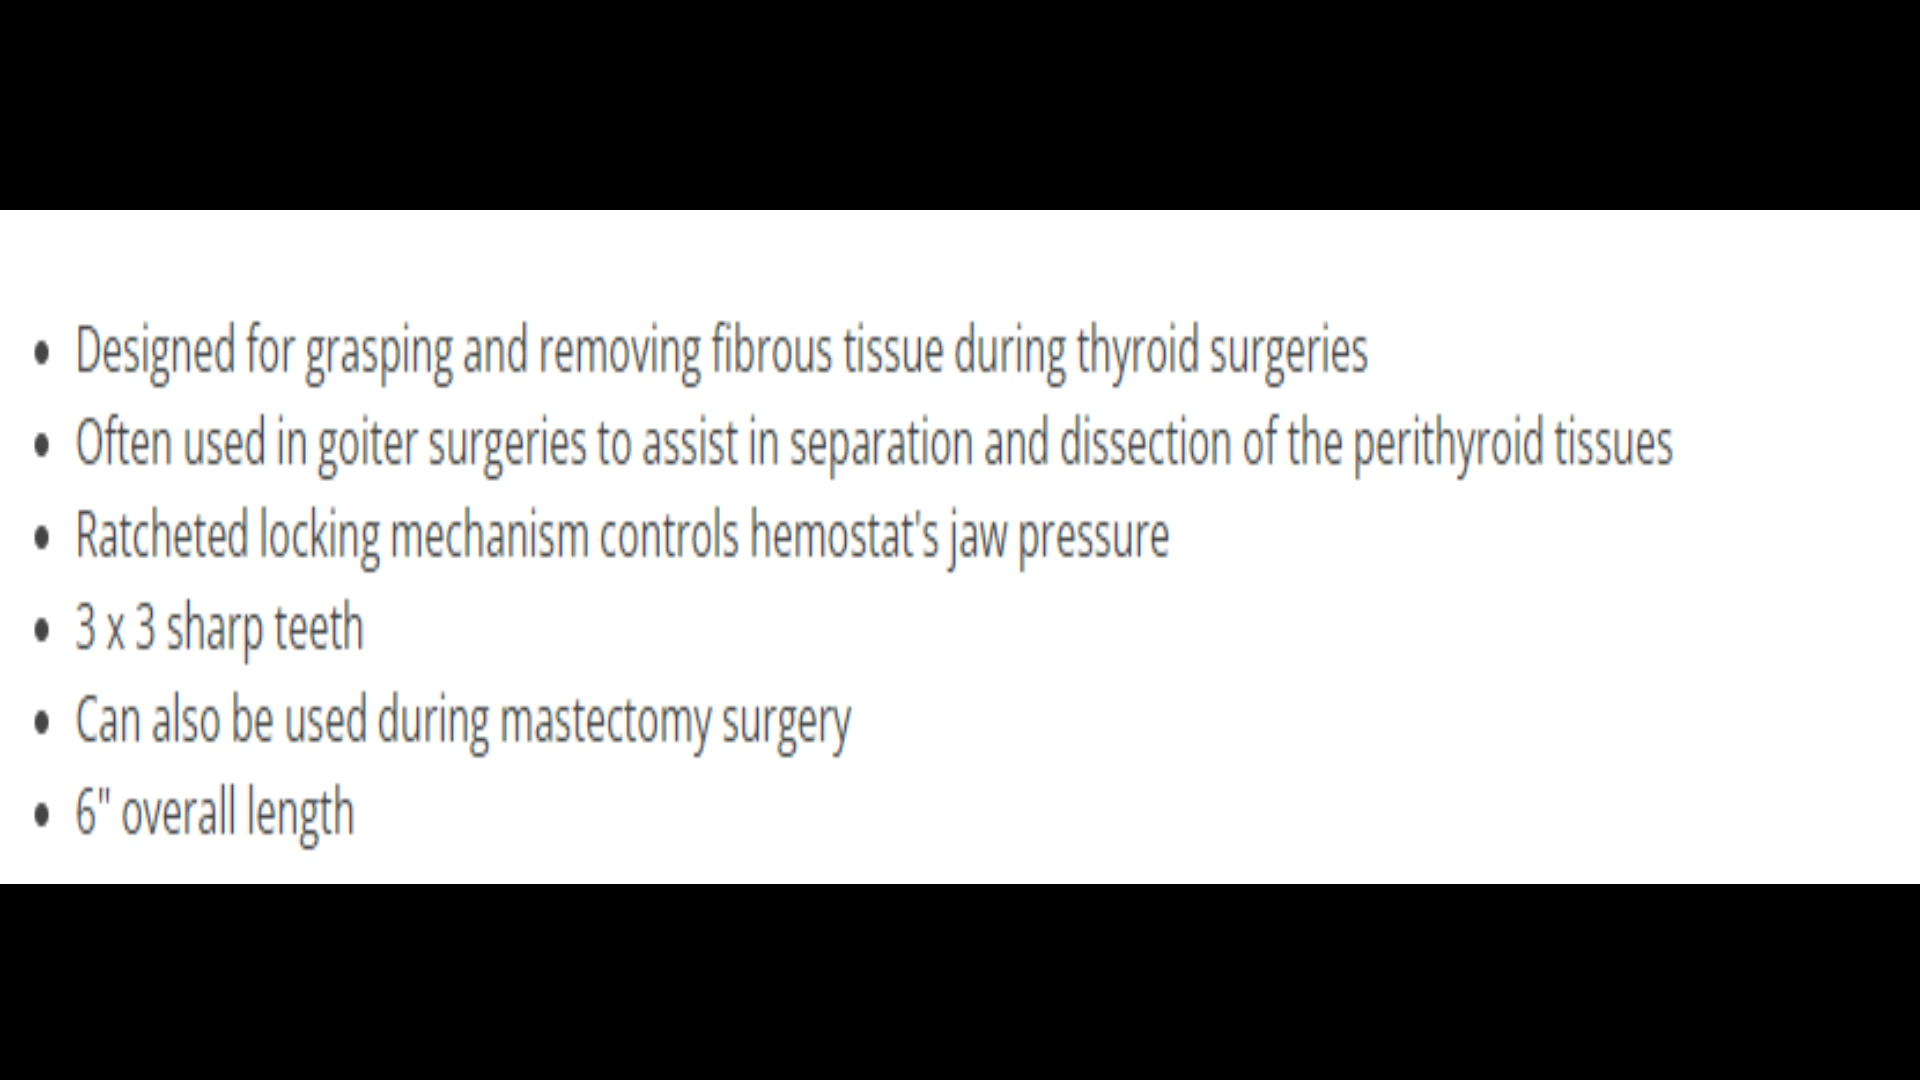 • Designed for grasping and removing fibrous tissue during thyroid surgeries
• Often used in goiter surgeries to assist in separation and dissection of the perithyroid tissues
• Ratcheted locking mechanism controls hemostat's jaw pressure
• 3 x 3 sharp teeth
• Can also be used during mastectomy surgery
• 6" overall length